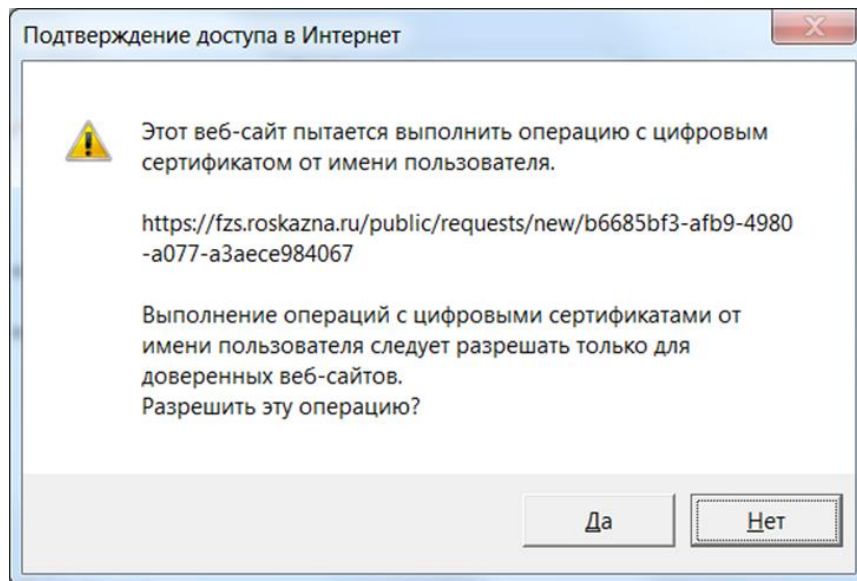 Подтверждение доступа в Интернет
Этот веб-сайт пытается выполнить операцию с цифровым
сертификатом от имени пользователя.
https://fzs.roskazna.ru/public/requests/new/b6685bf3-afb9-4980
-a077-a3aece984067
Выполнение операций с цифровыми сертификатами от
имени пользователя следует разрешать только для
доверенных веб-сайтов.
Разрешить эту операцию?
Да
Нет